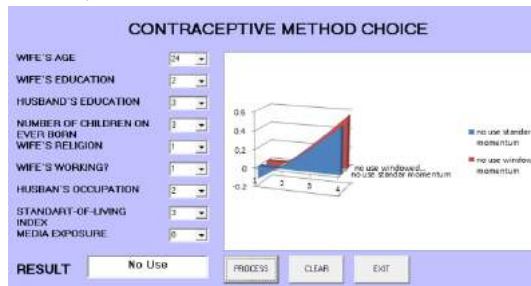 CONTRACEPTIVE METHOD CHOICE
WIFE'S AGE 24
WIFE'S EDUCATION 2
HUSBAND'S EDUCATION 3
NUMBER OF CHILDREN ON EVER BORN 3
WIFE'S RELIGION 1
WIFE'S WORKING? 1
HUSBAN'S OCCUPATION 2
STANDART-OF-LIVING INDEX 3
MEDIA EXPOSURE 0
0.6
0.4
0.2
0
-0.2
1 2 3 4
no use windowed...
no use standar momentum
no use standar
momentum
no use window
momentum
RESULT No Use
PROCESS CLEAR EXIT